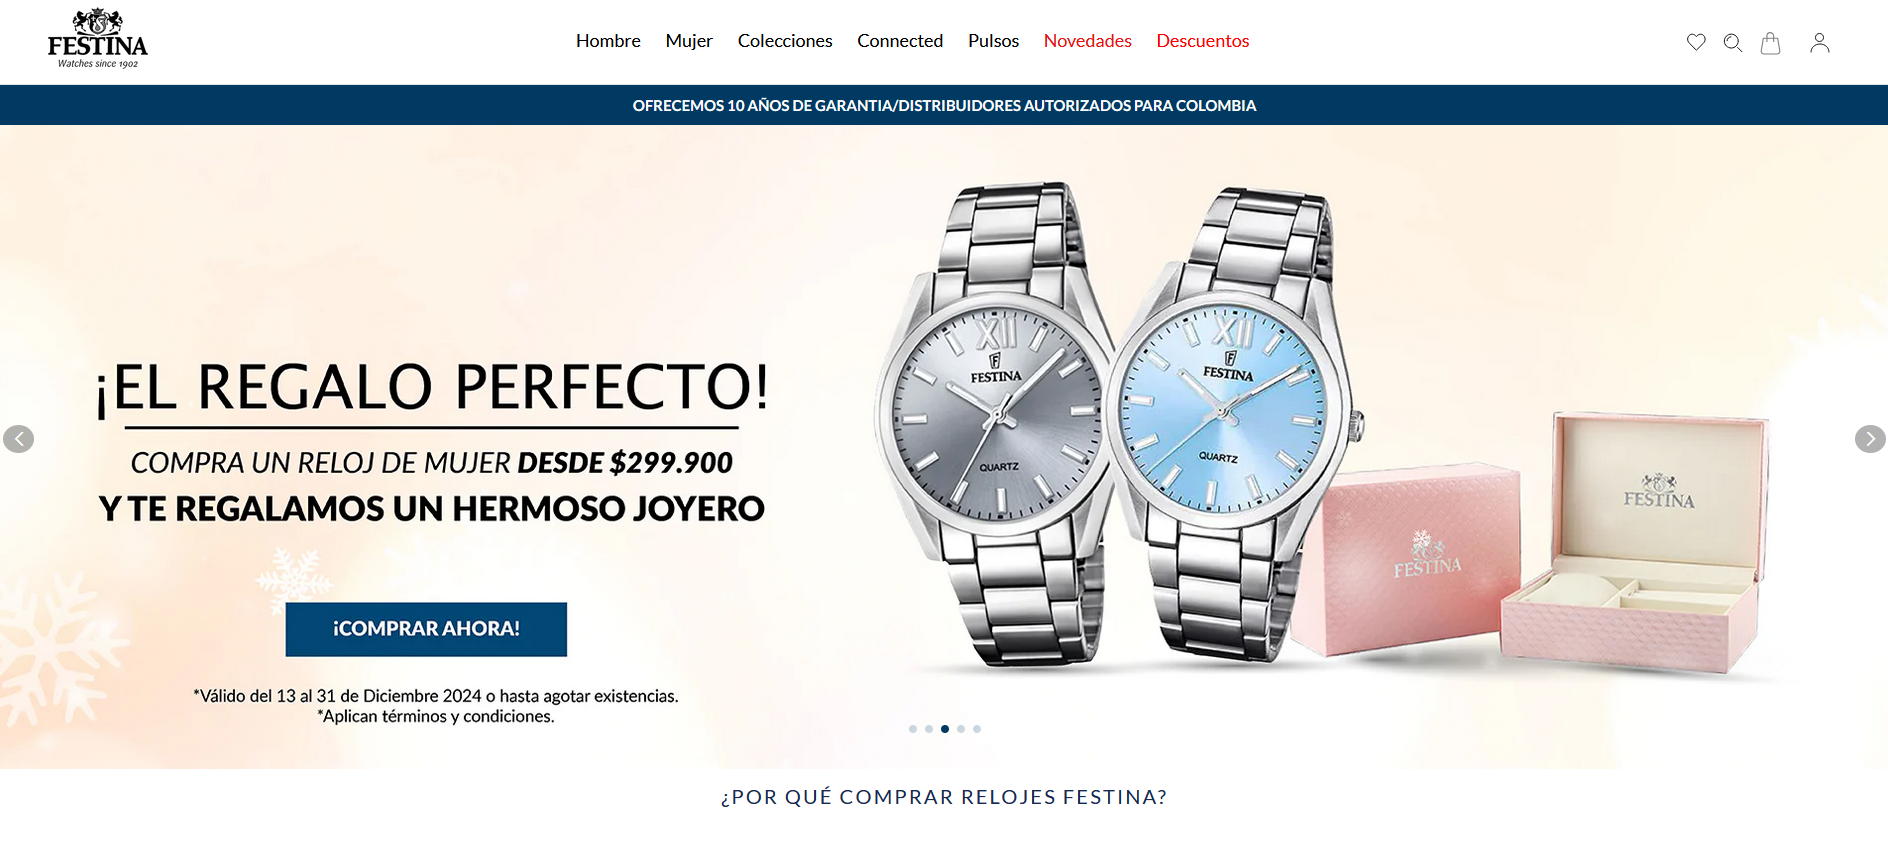 FESTINA
Watches since 1902
Hombre Mujer Colecciones Connected Pulsos Novedades Descuentos
OFRECEMOS 10 AÑOS DE GARANTIA/DISTRIBUIDORES AUTORIZADOS PARA COLOMBIA
¡EL REGALO PERFECTO!
COMPRA UN RELOJ DE MUJER DESDE $299.900
Y TE REGALAMOS UN HERMOSO JOYERO
¡COMPRAR AHORA!
*Válido del 13 al 31 de Diciembre 2024 o hasta agotar existencias.
*Aplican términos y condiciones.
XII
F
FESTINA
QUARTZ
XII
F
FESTINA
QUARTZ
FESTINA
FESTINA
¿POR QUÉ COMPRAR RELOJES FESTINA?